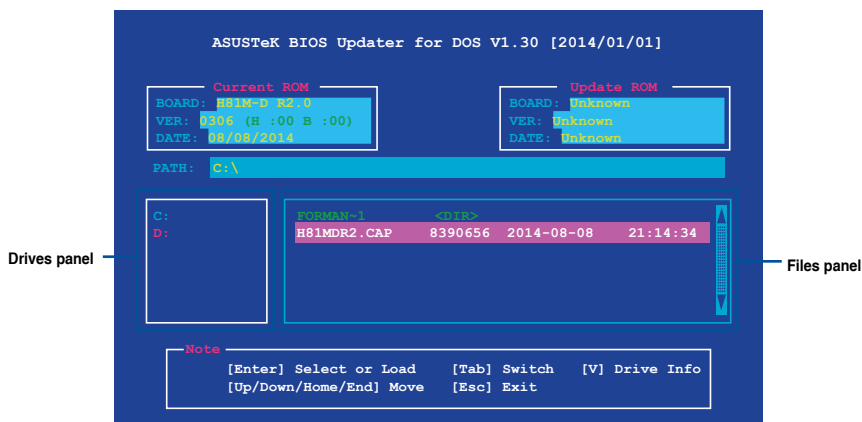 ASUSTeK BIOS Updater for DOS V1.30 [2014/01/01]
Current ROM
BOARD: H81M-D R2.0
VER: 0306 (H :00 B :00)
DATE: 08/08/2014
Update ROM
BOARD: Unknown
VER: Unknown
DATE: Unknown
PATH: C:\
C:
D:
FORMAN~1 <DIR>
H81MDR2.CAP 8390656 2014-08-08 21:14:34
Drives panel
Files panel
Note
[Enter] Select or Load [Tab] Switch [V] Drive Info
[Up/Down/Home/End] Move [Esc] Exit